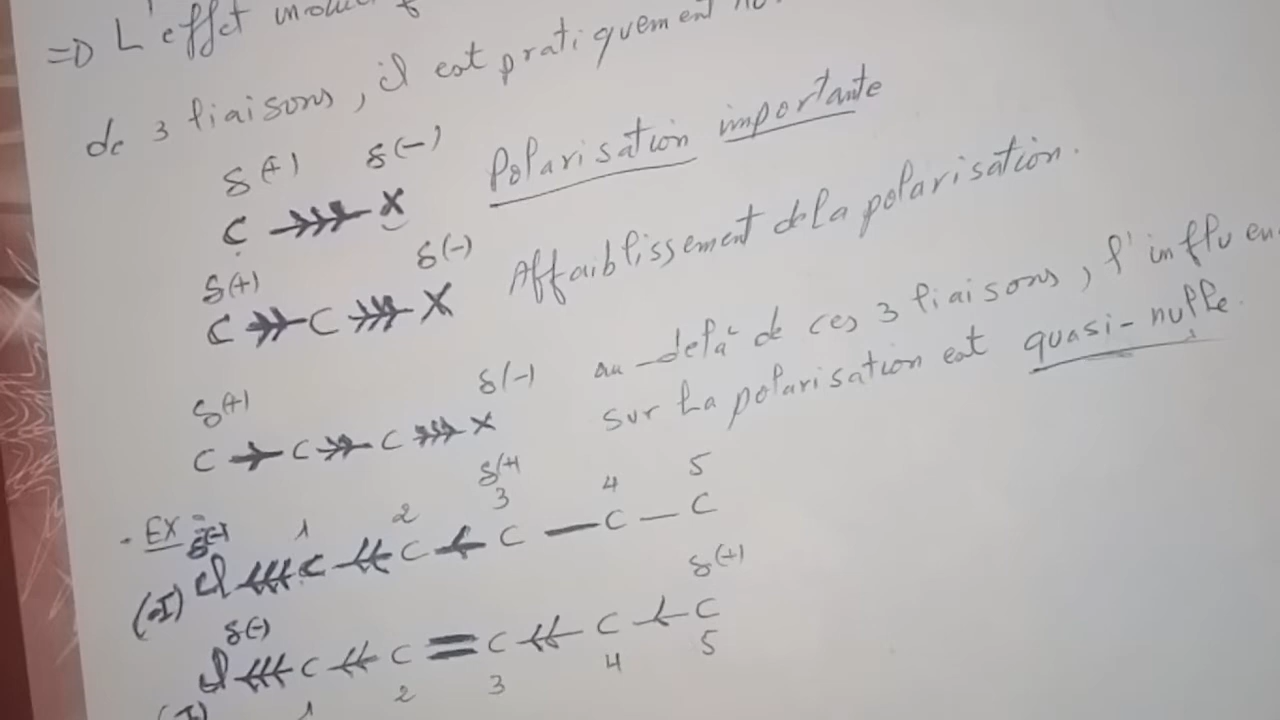 => L'effet
de 3 liaisons, il est pratiquement
δ(+) δ(-)
C X Polarisation importante
δ(+) δ(-)
C C X Affaiblissement de la polarisation.
δ(+) δ(-) au-delà de ces 3 liaisons, l'influen
C C C X sur la polarisation est quasi-nulle.
- EX : δ(-) 1 2 3 δ(+) 4 5
(-I) Cl C C C — C — C
δ(-) δ(+)
Cl C C = C C C
(-I) 1 2 3 4 5